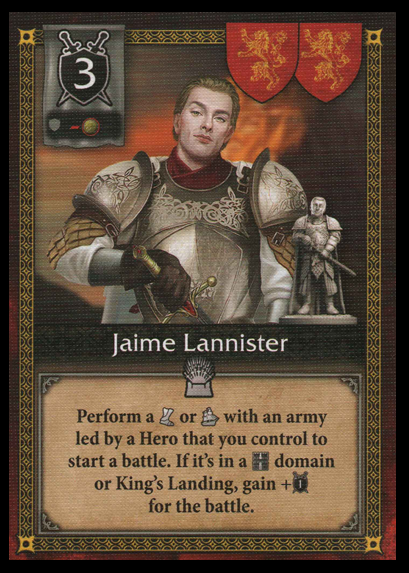 3
Jaime Lannister
Perform a or with an army
led by a Hero that you control to
start a battle. If it's in a domain
or King's Landing, gain +1
for the battle.